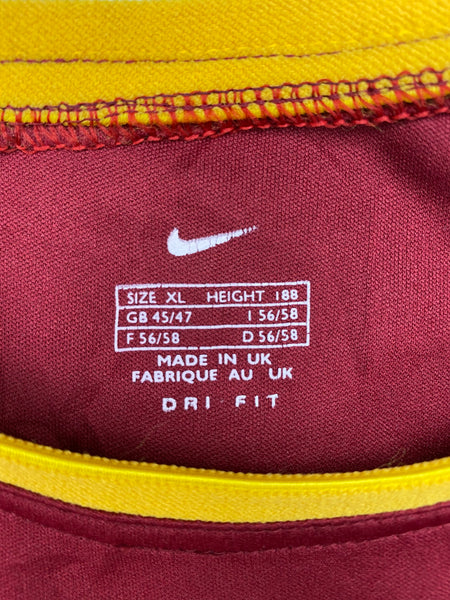 SIZE XL HEIGHT 188
GB 45/47 I 56/58
F 56/58 D 56/58
MADE IN UK
FABRIQUE AU UK
DRI FIT